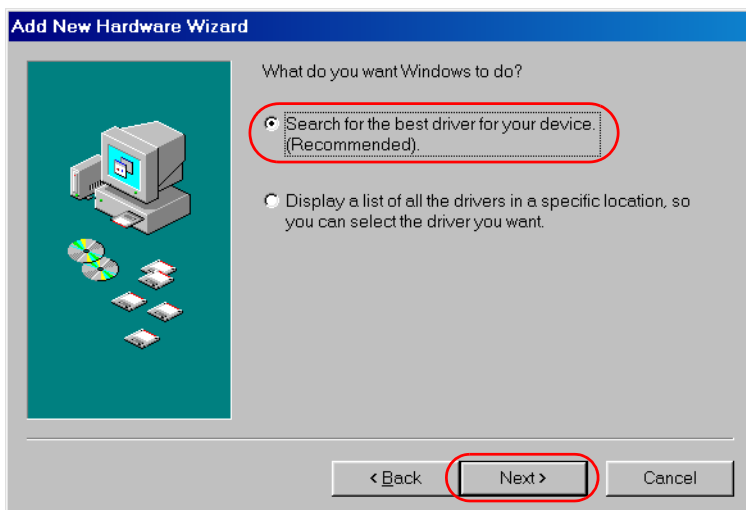 Add New Hardware Wizard
What do you want Windows to do?
Search for the best driver for your device.
(Recommended).
Display a list of all the drivers in a specific location, so
you can select the driver you want.
< Back
Next >
Cancel